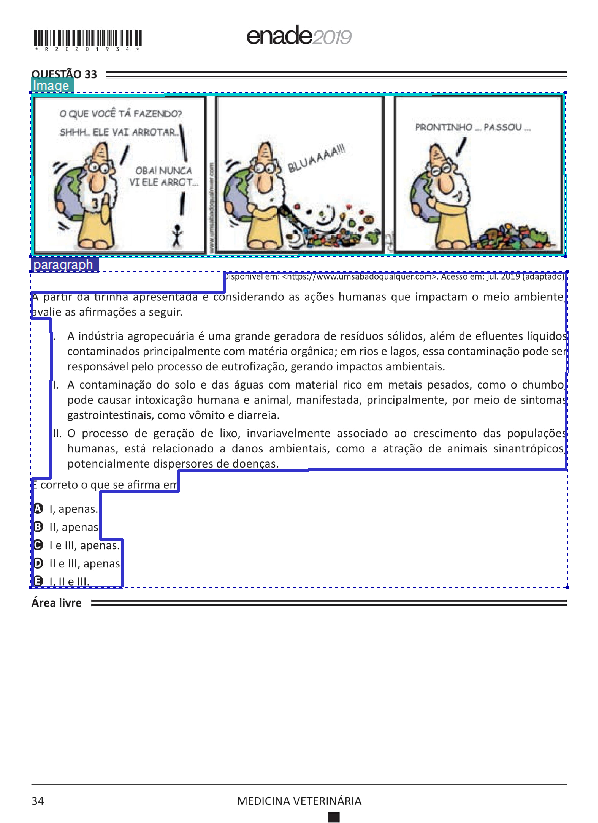 *R2020193 4*
enade2019
QUESTÃO 33
Image
O QUE VOCÊ TÁ FAZENDO?
SHHH.. ELE VAI ARROTAR..
OBA! NUNCA
VI ELE ARROT...
www.umsabadoqualquer.com
BLUAAAA!!!
PRONTINHO ... PASSOU ...
paragraph
Disponível em: <https://www.umsabadoqualquer.com>. Acesso em: jul. 2019 (adaptado).
A partir da tirinha apresentada e considerando as ações humanas que impactam o meio ambiente,
avalie as afirmações a seguir.
I. A indústria agropecuária é uma grande geradora de resíduos sólidos, além de efluentes líquidos
contaminados principalmente com matéria orgânica; em rios e lagos, essa contaminação pode ser
responsável pelo processo de eutrofização, gerando impactos ambientais.
II. A contaminação do solo e das águas com material rico em metais pesados, como o chumbo,
pode causar intoxicação humana e animal, manifestada, principalmente, por meio de sintomas
gastrointestinais, como vômito e diarreia.
III. O processo de geração de lixo, invariavelmente associado ao crescimento das populações
humanas, está relacionado a danos ambientais, como a atração de animais sinantrópicos,
potencialmente dispersores de doenças.
É correto o que se afirma em
A I, apenas.
B II, apenas.
C I e III, apenas.
D II e III, apenas.
E I, II e III.
Área livre
34
MEDICINA VETERINÁRIA